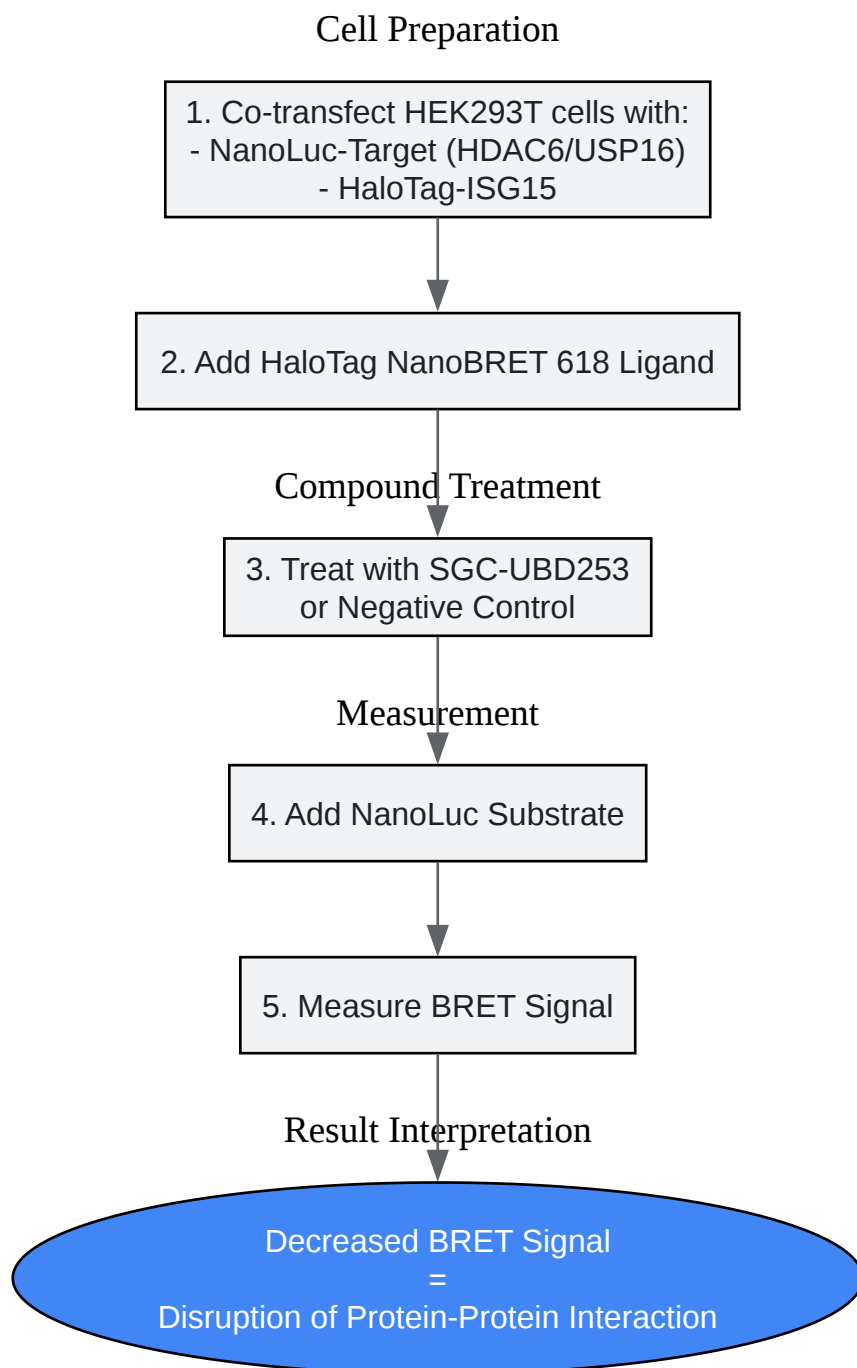 Cell Preparation
1. Co-transfect HEK293T cells with:
- NanoLuc-Target (HDAC6/USP16)
- HaloTag-ISG15
2. Add HaloTag NanoBRET 618 Ligand
Compound Treatment
3. Treat with SGC-UBD253
or Negative Control
Measurement
4. Add NanoLuc Substrate
5. Measure BRET Signal
Result Interpretation
Decreased BRET Signal
=
Disruption of Protein-Protein Interaction